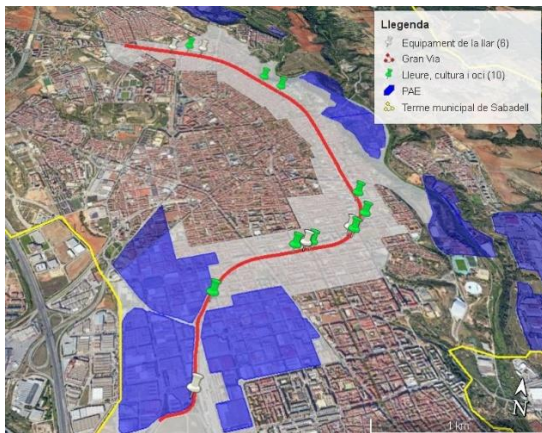 Llegenda
Equipament de la llar (6)
Gran Via
Lleure, cultura i oci (10)
PAE
Terme municipal de Sabadell
N
1 km